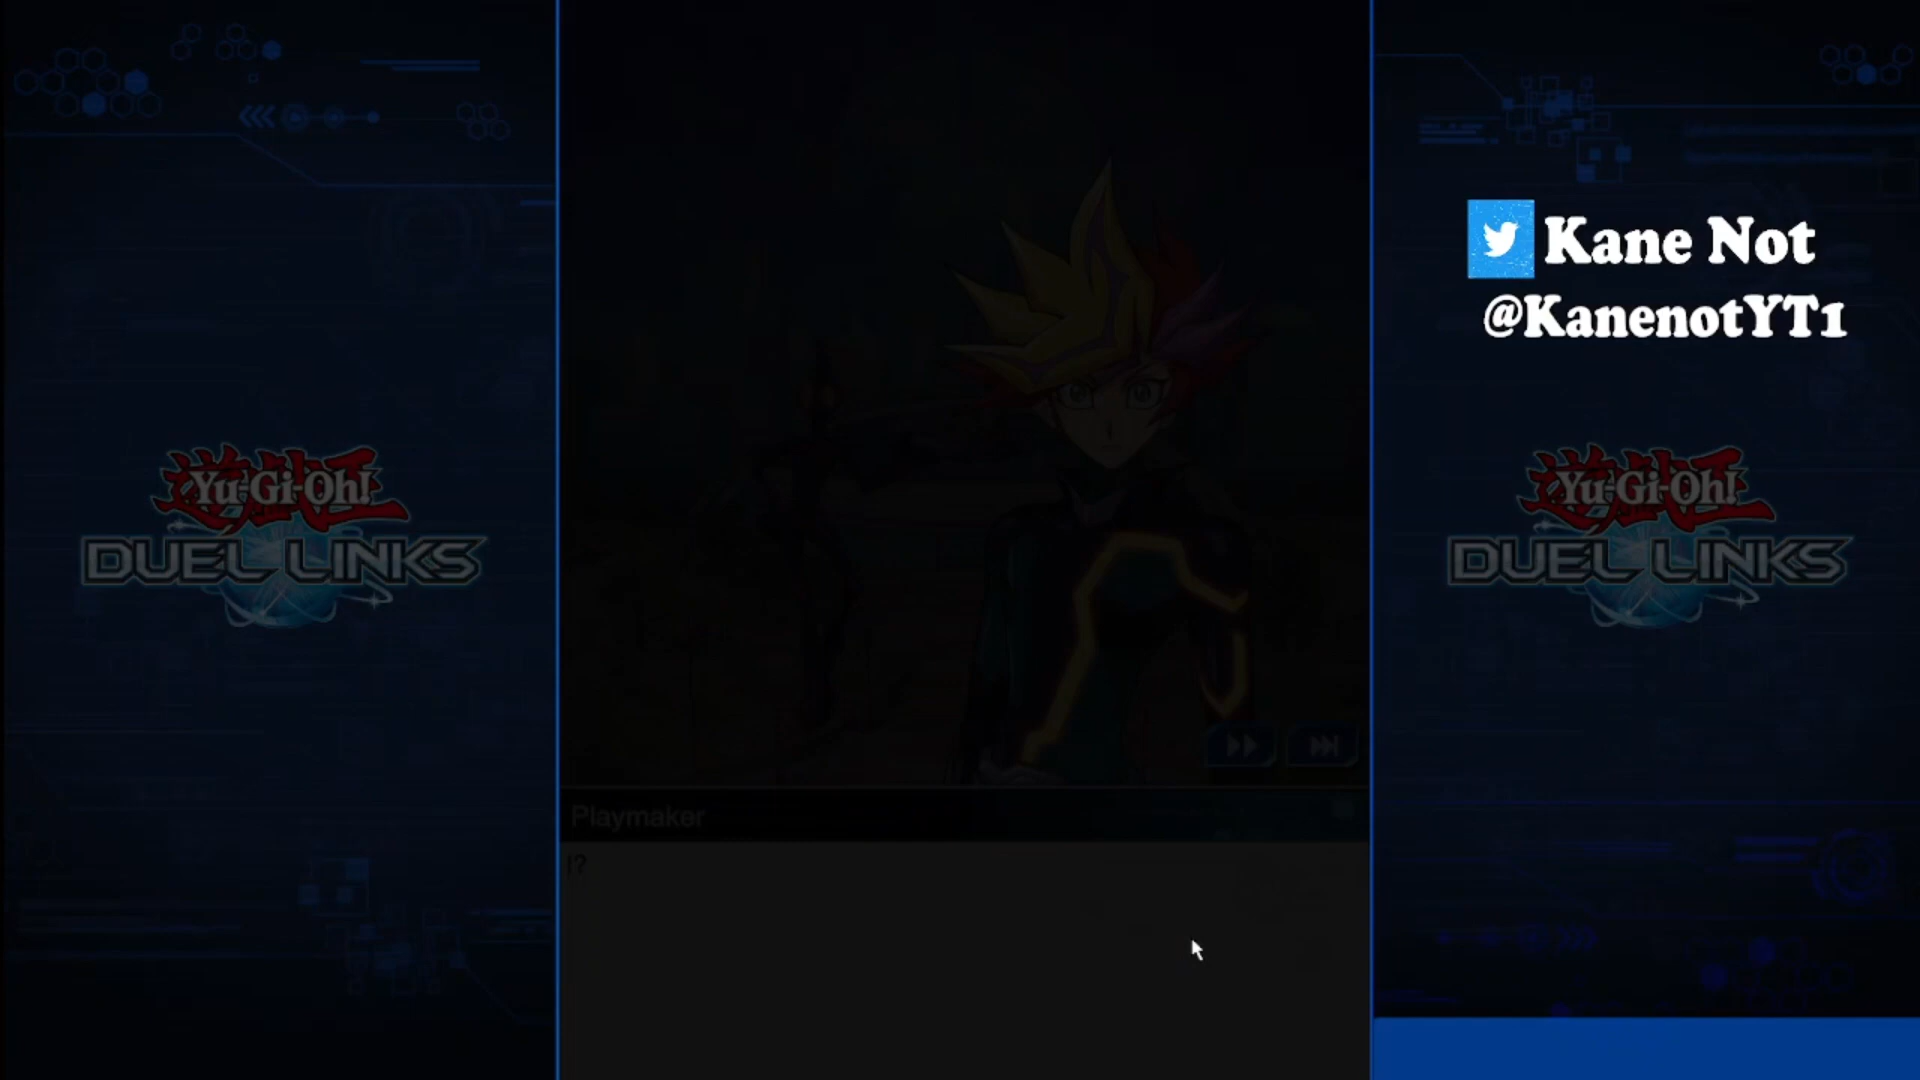 Kane Not
@KanenotYT1
Yu-Gi-Oh!
DUEL LINKS
Yu-Gi-Oh!
DUEL LINKS
Playmaker
!?